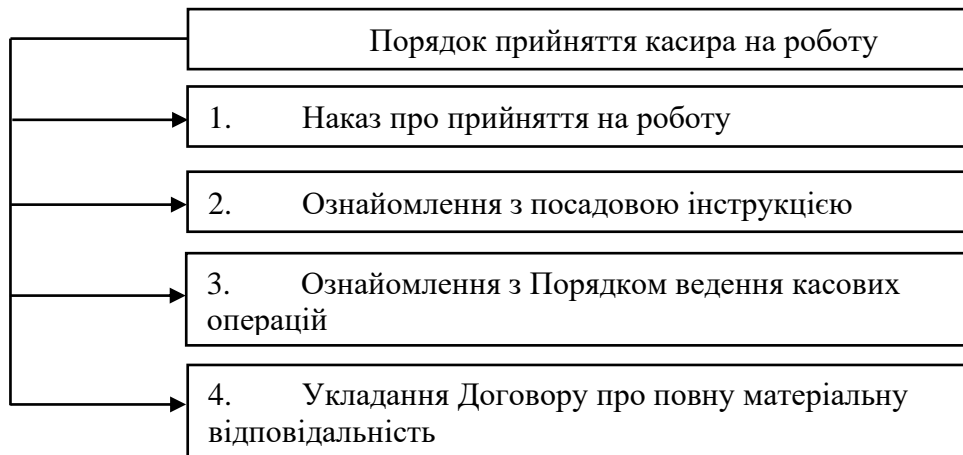 Порядок прийняття касира на роботу
1. Наказ про прийняття на роботу
2. Ознайомлення з посадовою інструкцією
3. Ознайомлення з Порядком ведення касових
операцій
4. Укладання Договору про повну матеріальну
відповідальність